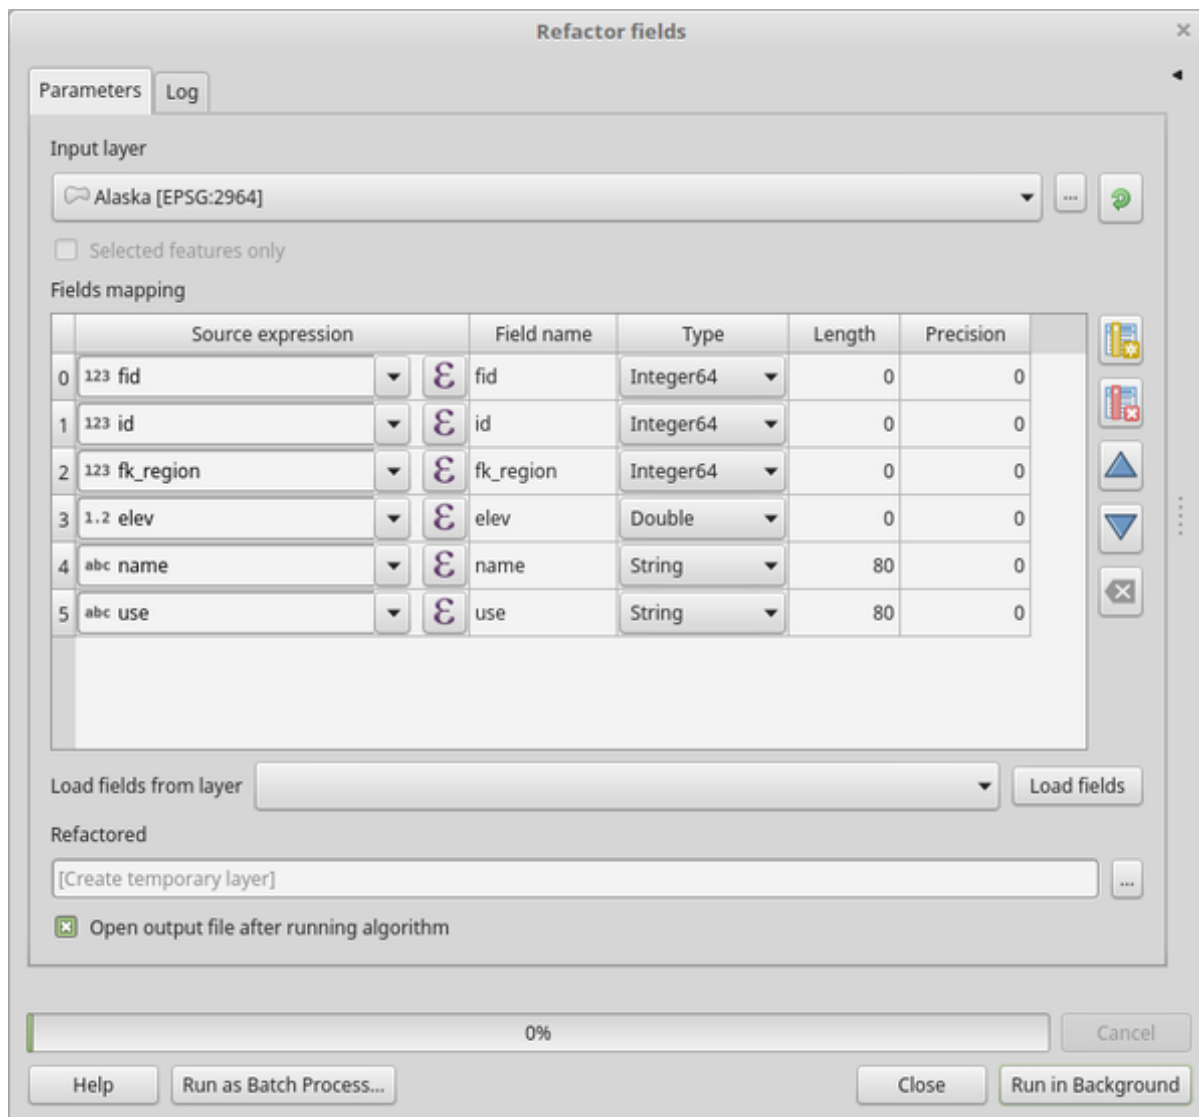 Refactor fields
Parameters Log
Input layer
Alaska [EPSG:2964] ...
Selected features only
Fields mapping
Source expression Field name Type Length Precision
0 123 fid ε fid Integer64 0 0
1 123 id ε id Integer64 0 0
2 123 fk_region ε fk_region Integer64 0 0
3 1.2 elev ε elev Double 0 0
4 abc name ε name String 80 0
5 abc use ε use String 80 0
Load fields from layer Load fields
Refactored
[Create temporary layer] ...
Open output file after running algorithm
0% Cancel
Help Run as Batch Process... Close Run in Background